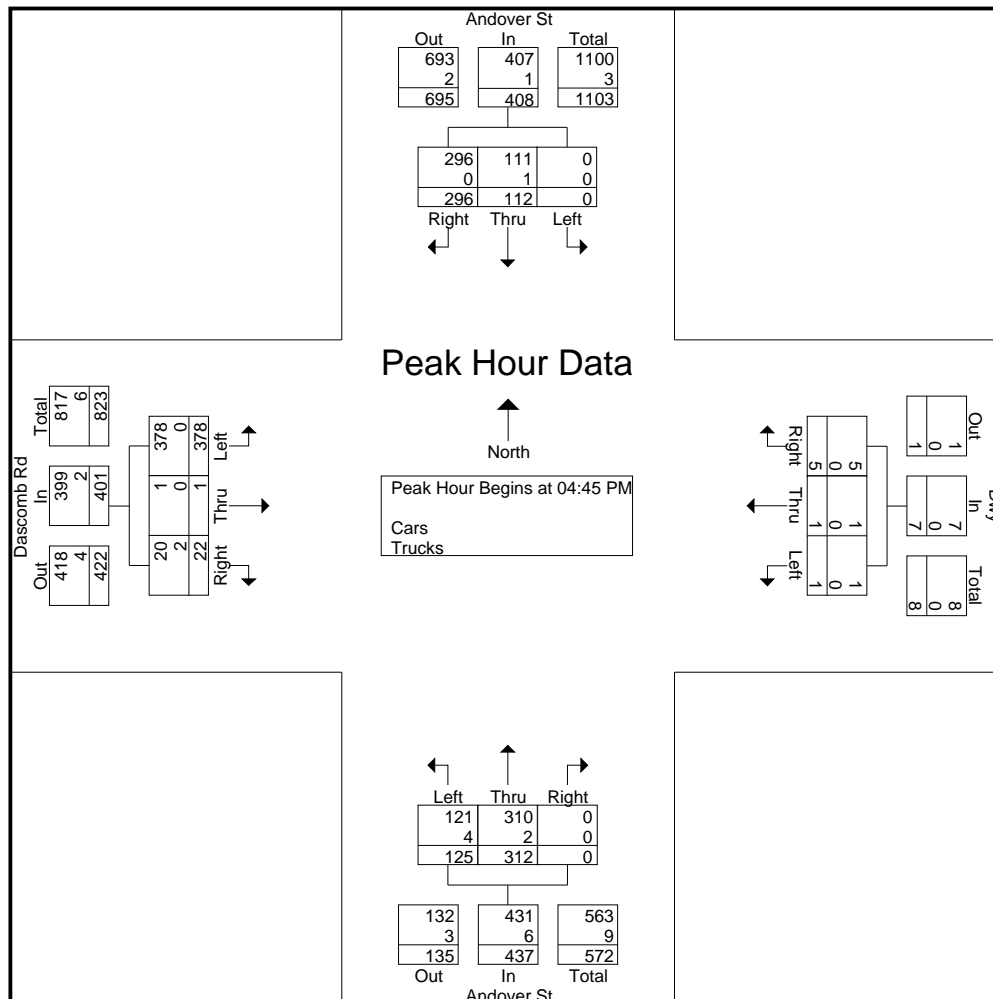 Andover St
Out In Total
693 407 1100
2 1 3
695 408 1103
296 111 0
0 1 0
296 112 0
Right Thru Left
Peak Hour Data
North
Peak Hour Begins at 04:45 PM
Cars
Trucks
Dascomb Rd
Total In Out
817 399 418
6 2 4
823 401 422
378 1 20
0 0 2
378 1 22
Left Thru Right
Out In Total
1 7 8
0 0 0
1 7 8
5 1 1
0 0 0
5 1 1
Right Thru Left
Left Thru Right
121 310 0
4 2 0
125 312 0
132 431 563
3 6 9
135 437 572
Out In Total
Andover St